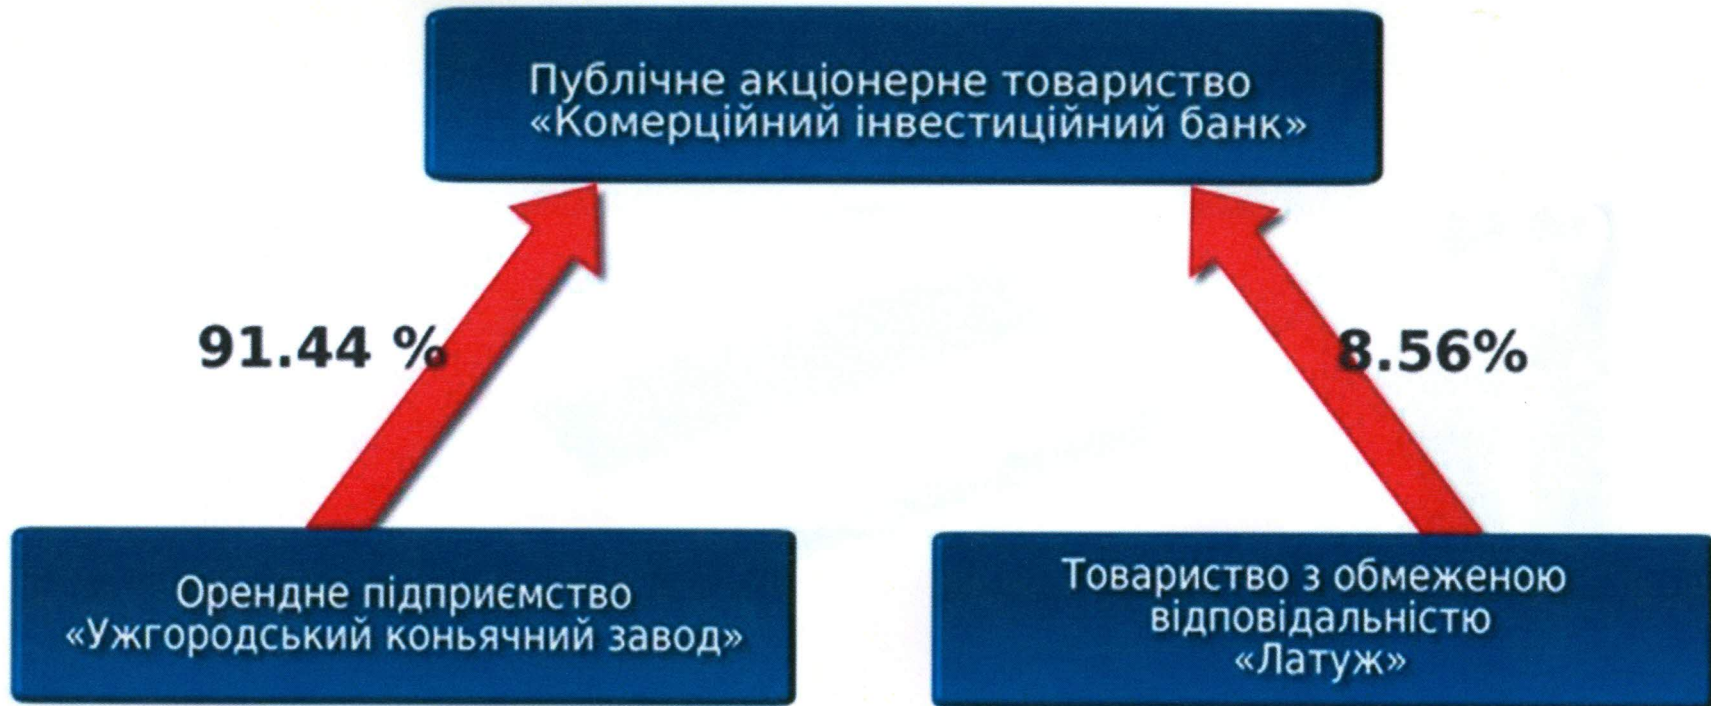 Публічне акціонерне товариство
«Комерційний інвестиційний банк»
91.44 %
8.56%
Орендне підприємство
«Ужгородський коньячний завод»
Товариство з обмеженою
відповідальністю
«Латуж»